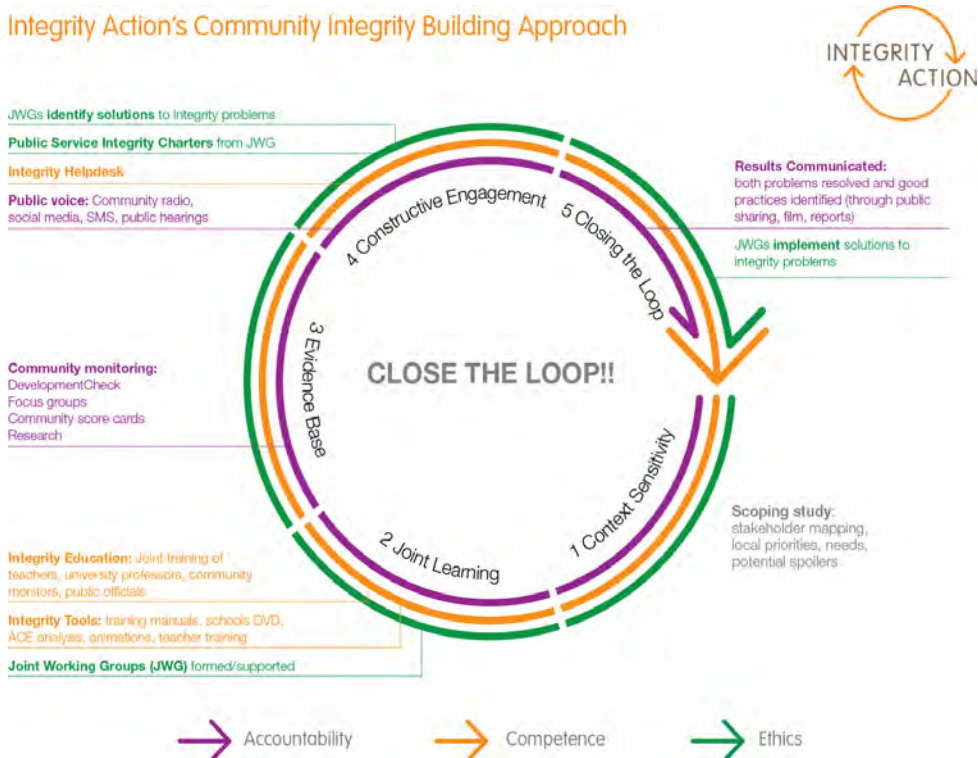 Integrity Action's Community Integrity Building Approach
INTEGRITY
ACTION
JWGs identify solutions to integrity problems
Public Service Integrity Charters from JWG
Integrity Helpdesk
Public voice: Community radio,
social media, SMS, public hearings
Community monitoring:
DevelopmentCheck
Focus groups
Community score cards
Research
Integrity Education: Joint training of
teachers, university professors, community
monitors, public officials
Integrity Tools: training manuals, schools DVD,
ACE analysis, animations, teacher training
Joint Working Groups (JWG) formed/supported
4 Constructive Engagement
5 Closing the Loop
3 Evidence Base
CLOSE THE LOOP!!
2 Joint Learning
1 Context Sensitivity
Results Communicated:
both problems resolved and good
practices identified (through public
sharing, film, reports)
JWGs implement solutions to
integrity problems
Scoping study:
stakeholder mapping,
local priorities, needs,
potential spoilers
Accountability
Competence
Ethics